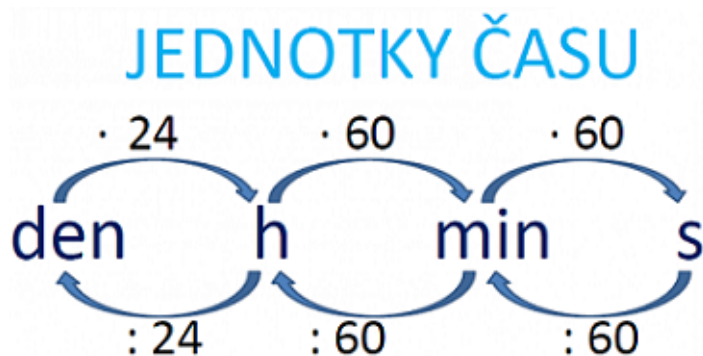 JEDNOTKY ČASU
· 24 · 60 · 60
den h min s
: 24 : 60 : 60